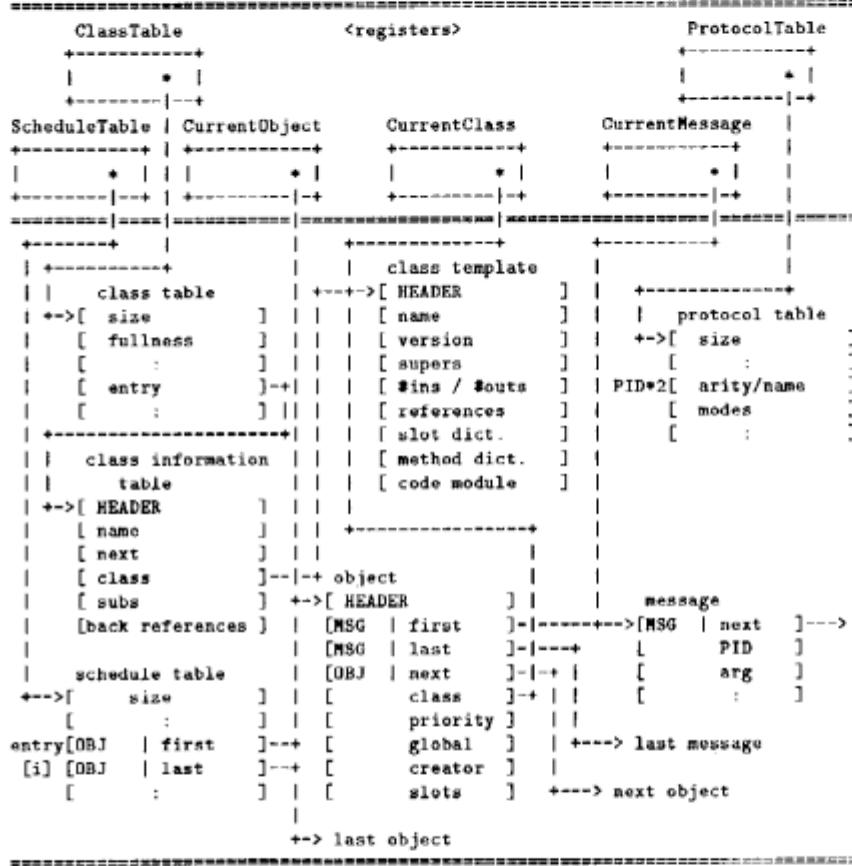 ClassTable <registers> ProtocolTable
ScheduleTable CurrentObject CurrentClass CurrentMessage
class template
class table +-->[ HEADER ]
+->[ size ] [ name ] protocol table
[ fullness ] [ version ] +->[ size ]
[ : ] [ supers ] [ : ]
[ entry ] [ #ins / #outs ] PID*2[ arity/name ]
[ : ] [ references ] [ modes ]
[ slot dict. ] [ : ]
class information [ method dict. ]
table [ code module ]
+->[ HEADER ]
[ name ]
[ next ]
[ class ] object
[ subs ] +->[ HEADER ] message
[back references ] [MSG | first ] +-->[MSG | next ]--->
[MSG | last ] [ PID ]
schedule table [OBJ | next ] [ arg ]
+-->[ size ] [ class ] [ : ]
[ : ] [ priority ]
entry[OBJ | first ] [ global ] +---> last message
[i] [OBJ | last ] [ creator ]
[ : ] [ slots ] +---> next object
+-> last object